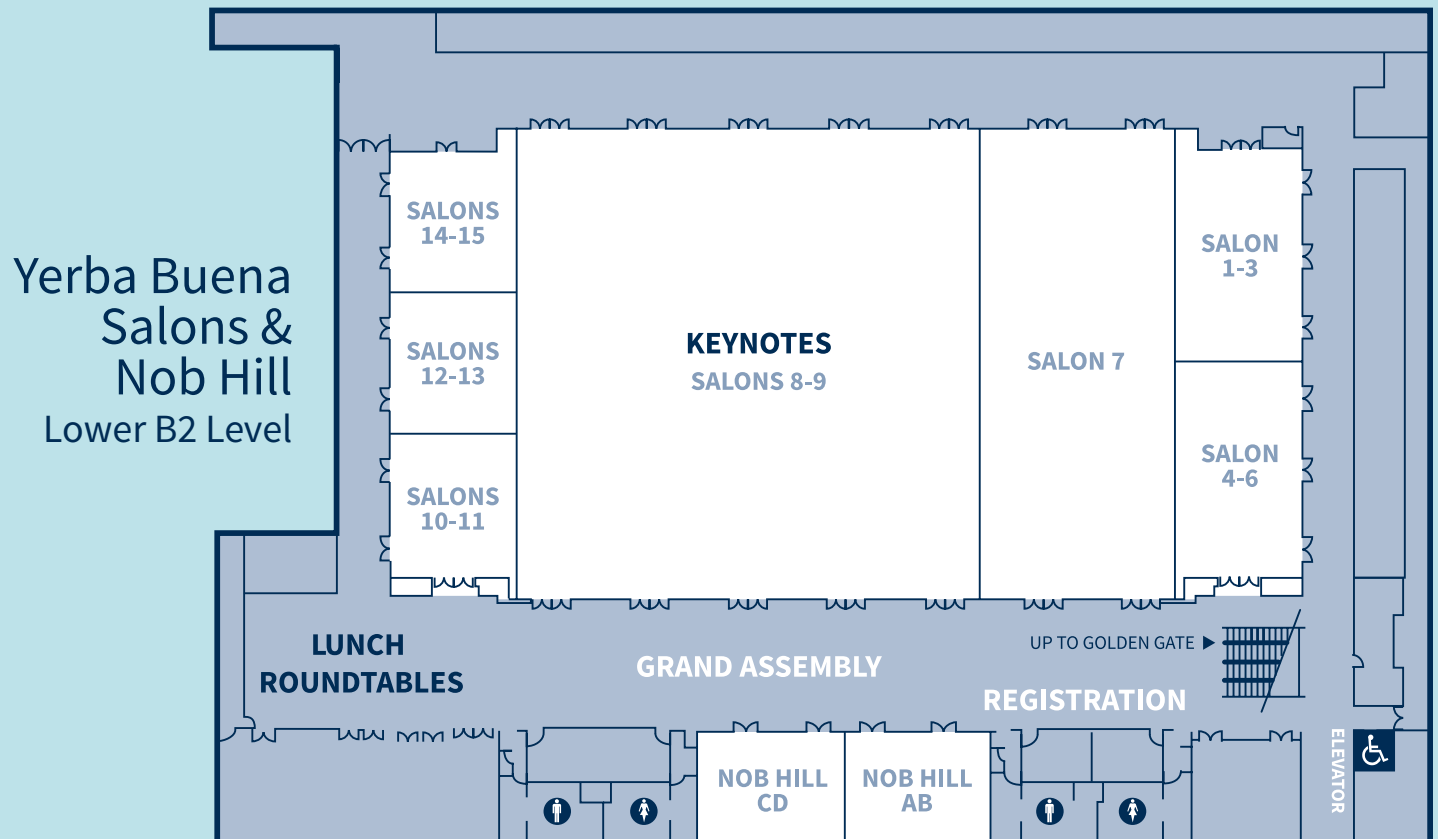 Yerba Buena
Salons &
Nob Hill
Lower B2 Level
SALONS
14-15
SALONS
12-13
SALONS
10-11
KEYNOTES
SALONS 8-9
SALON 7
SALON
1-3
SALON
4-6
LUNCH
ROUNDTABLES
GRAND ASSEMBLY
UP TO GOLDEN GATE
REGISTRATION
NOB HILL
CD
NOB HILL
AB
ELEVATOR